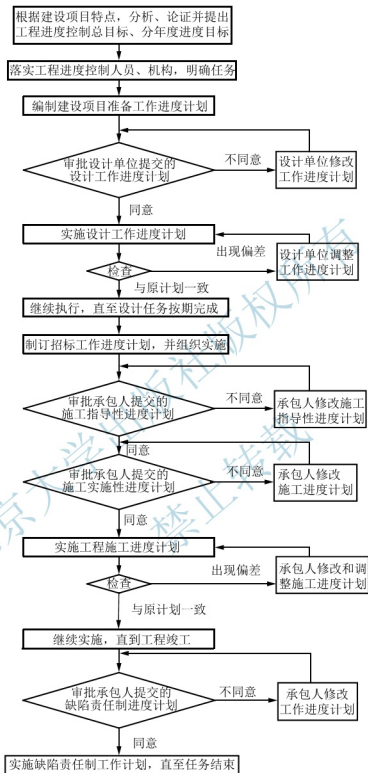 根据建设项目特点，分析、论证并提出
工程进度控制总目标、分年度进度目标
落实工程进度控制人员、机构，明确任务
编制建设项目准备工作进度计划
审批设计单位提交的
设计工作进度计划
不同意
设计单位修改
工作进度计划
同意
实施设计工作进度计划
出现偏差
设计单位调整
工作进度计划
检查
与原计划一致
继续执行，直至设计任务按期完成
制订招标工作进度计划，并组织实施
审批承包人提交的
施工指导性进度计划
不同意
承包人修改施工
指导性进度计划
同意
审批承包人提交的
施工实施性进度计划
不同意
承包人修改
施工进度计划
同意
实施工程施工进度计划
出现偏差
承包人修改和调
整施工进度计划
检查
与原计划一致
继续实施，直到工程竣工
审批承包人提交的
缺陷责任制进度计划
不同意
承包人修改
工作进度计划
同意
实施缺陷责任制工作计划，直至任务结束
京大学出版社版权所有
禁止转载